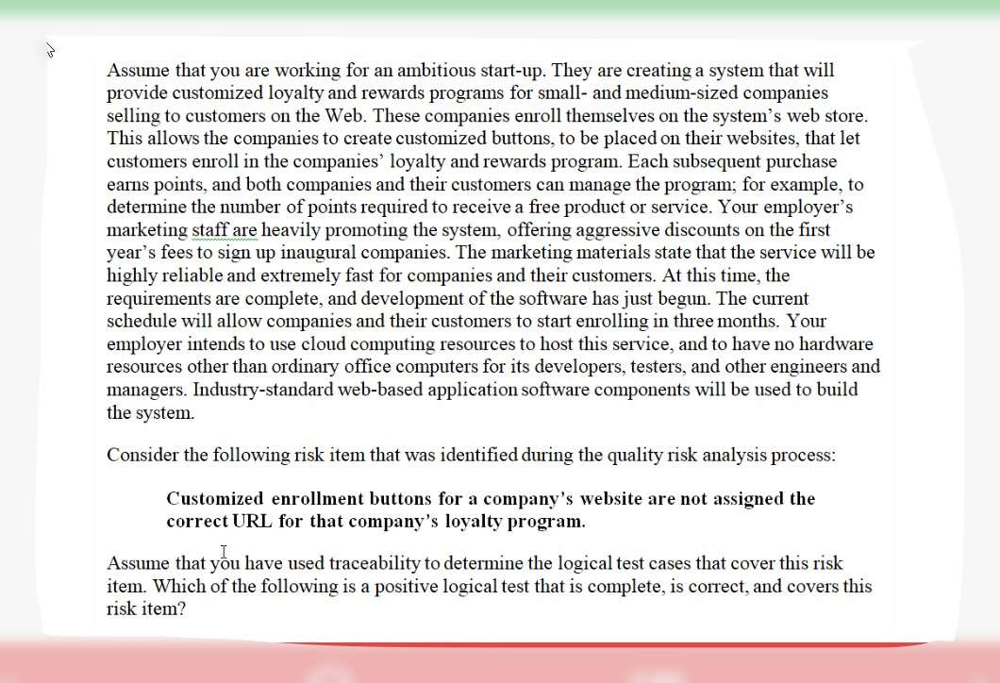 Assume that you are working for an ambitious start-up. They are creating a system that will
provide customized loyalty and rewards programs for small- and medium-sized companies
selling to customers on the Web. These companies enroll themselves on the system’s web store.
This allows the companies to create customized buttons, to be placed on their websites, that let
customers enroll in the companies’ loyalty and rewards program. Each subsequent purchase
earns points, and both companies and their customers can manage the program; for example, to
determine the number of points required to receive a free product or service. Your employer’s
marketing staff are heavily promoting the system, offering aggressive discounts on the first
year’s fees to sign up inaugural companies. The marketing materials state that the service will be
highly reliable and extremely fast for companies and their customers. At this time, the
requirements are complete, and development of the software has just begun. The current
schedule will allow companies and their customers to start enrolling in three months. Your
employer intends to use cloud computing resources to host this service, and to have no hardware
resources other than ordinary office computers for its developers, testers, and other engineers and
managers. Industry-standard web-based application software components will be used to build
the system.
Consider the following risk item that was identified during the quality risk analysis process:
Customized enrollment buttons for a company’s website are not assigned the
correct URL for that company’s loyalty program.
Assume that you have used traceability to determine the logical test cases that cover this risk
item. Which of the following is a positive logical test that is complete, is correct, and covers this
risk item?